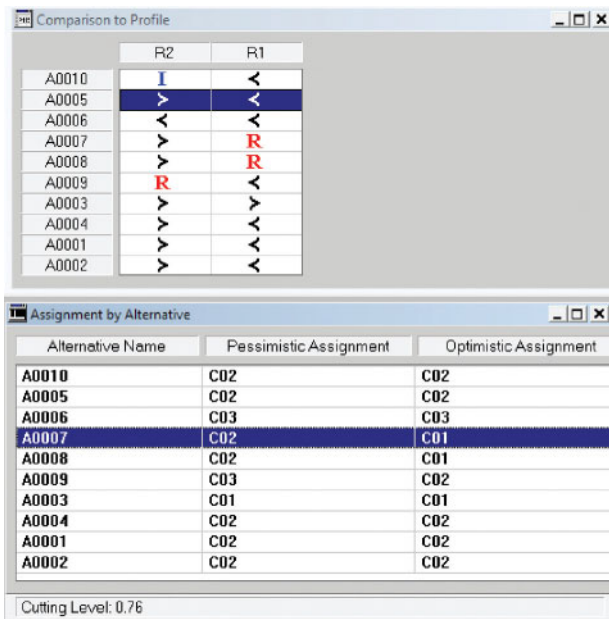 Comparison to Profile
R2 R1
A0010 I <
A0005 > <
A0006 < <
A0007 > R
A0008 > R
A0009 R <
A0003 > >
A0004 > <
A0001 > <
A0002 > <
Assignment by Alternative
Alternative Name Pessimistic Assignment Optimistic Assignment
A0010 C02 C02
A0005 C02 C02
A0006 C03 C03
A0007 C02 C01
A0008 C02 C01
A0009 C03 C02
A0003 C01 C01
A0004 C02 C02
A0001 C02 C02
A0002 C02 C02
Cutting Level: 0.76